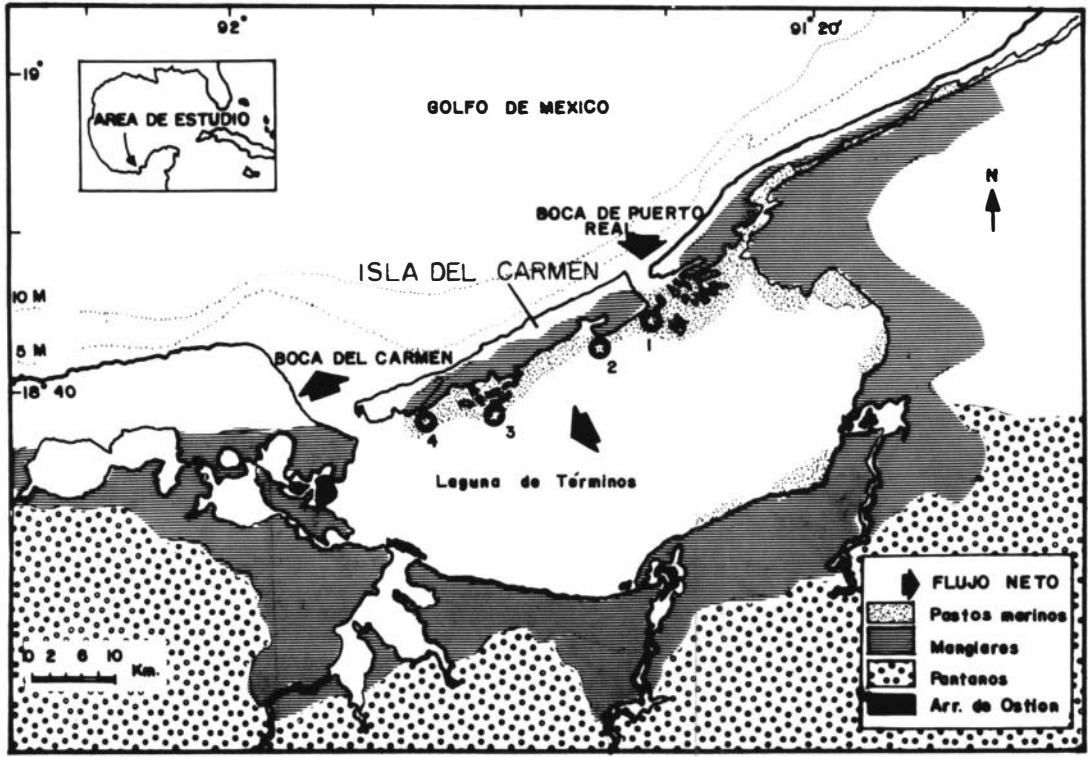 92°
91° 20'
19°
AREA DE ESTUDIO
GOLFO DE MEXICO
N
BOCA DE PUERTO
REAL
ISLA DEL CARMEN
10 M
5 M
BOCA DEL CARMEN
18° 40
1
2
3
4
Laguna de Términos
0 2 6 10
Km.
FLUJO NETO
Pastos marinos
Manglares
Pantanos
Arr. de Ostion